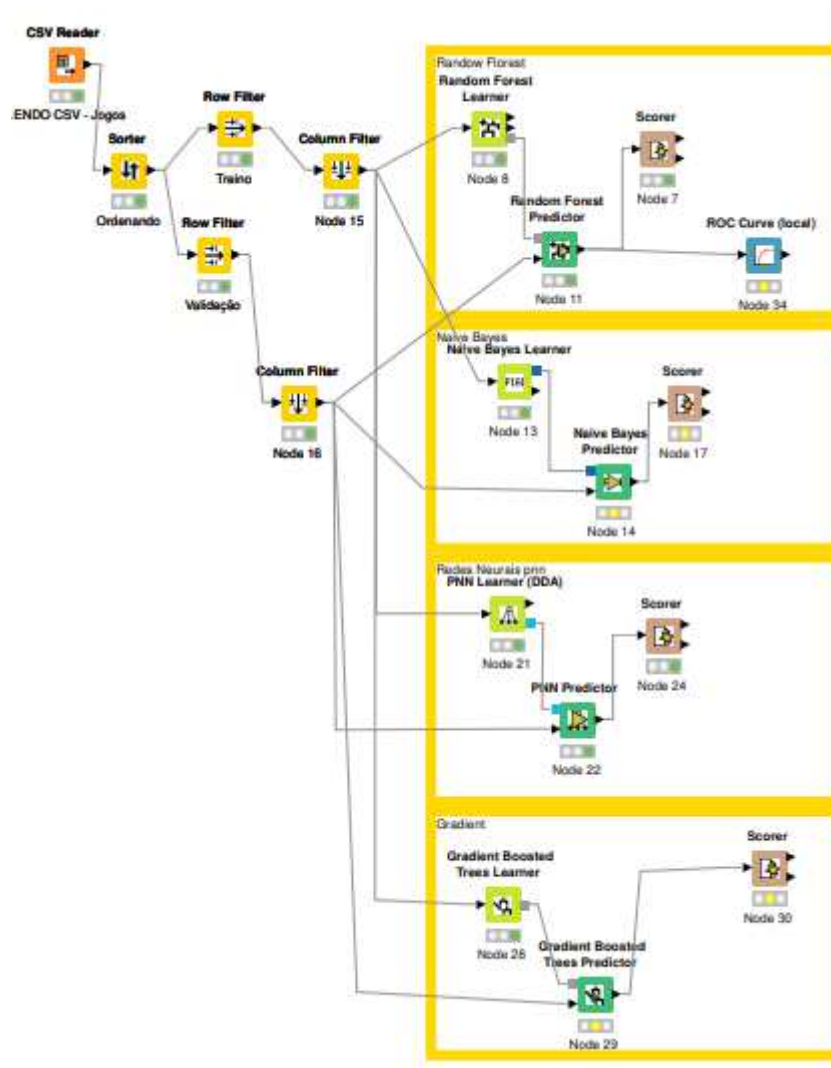 CSV Reader
ENDO CSV - Jogos
Sorter
Ordenando
Row Filter
Treino
Row Filter
Validação
Column Filter
Node 15
Column Filter
Node 16
Randow Florest
Random Forest
Learner
Node 8
Random Forest
Predictor
Node 11
Scorer
Node 7
ROC Curve (local)
Node 34
Naive Bayes
Naive Bayes Learner
Node 13
Naive Bayes
Predictor
Node 14
Scorer
Node 17
Redes Neurais pnn
PNN Learner (DDA)
Node 21
PNN Predictor
Node 22
Scorer
Node 24
Gradient
Gradient Boosted
Trees Learner
Node 28
Gradient Boosted
Trees Predictor
Node 29
Scorer
Node 30